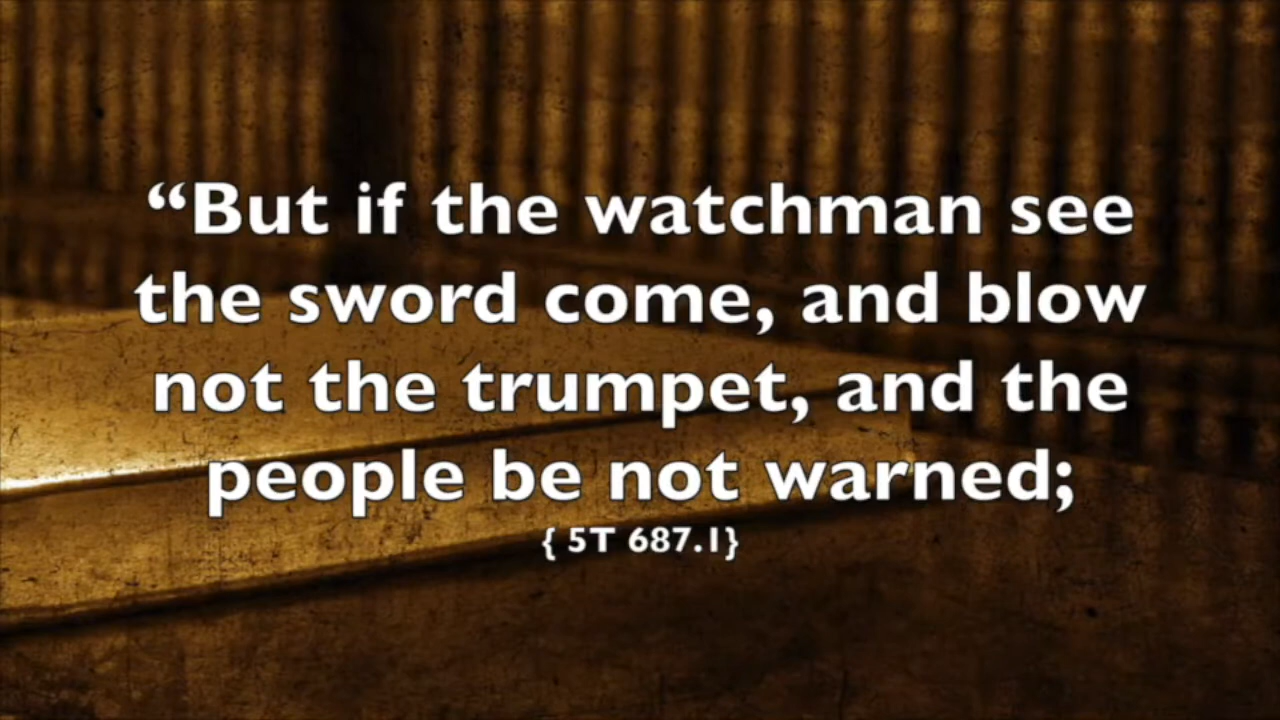 “But if the watchman see
the sword come, and blow
not the trumpet, and the
people be not warned;
{ 5T 687.1}